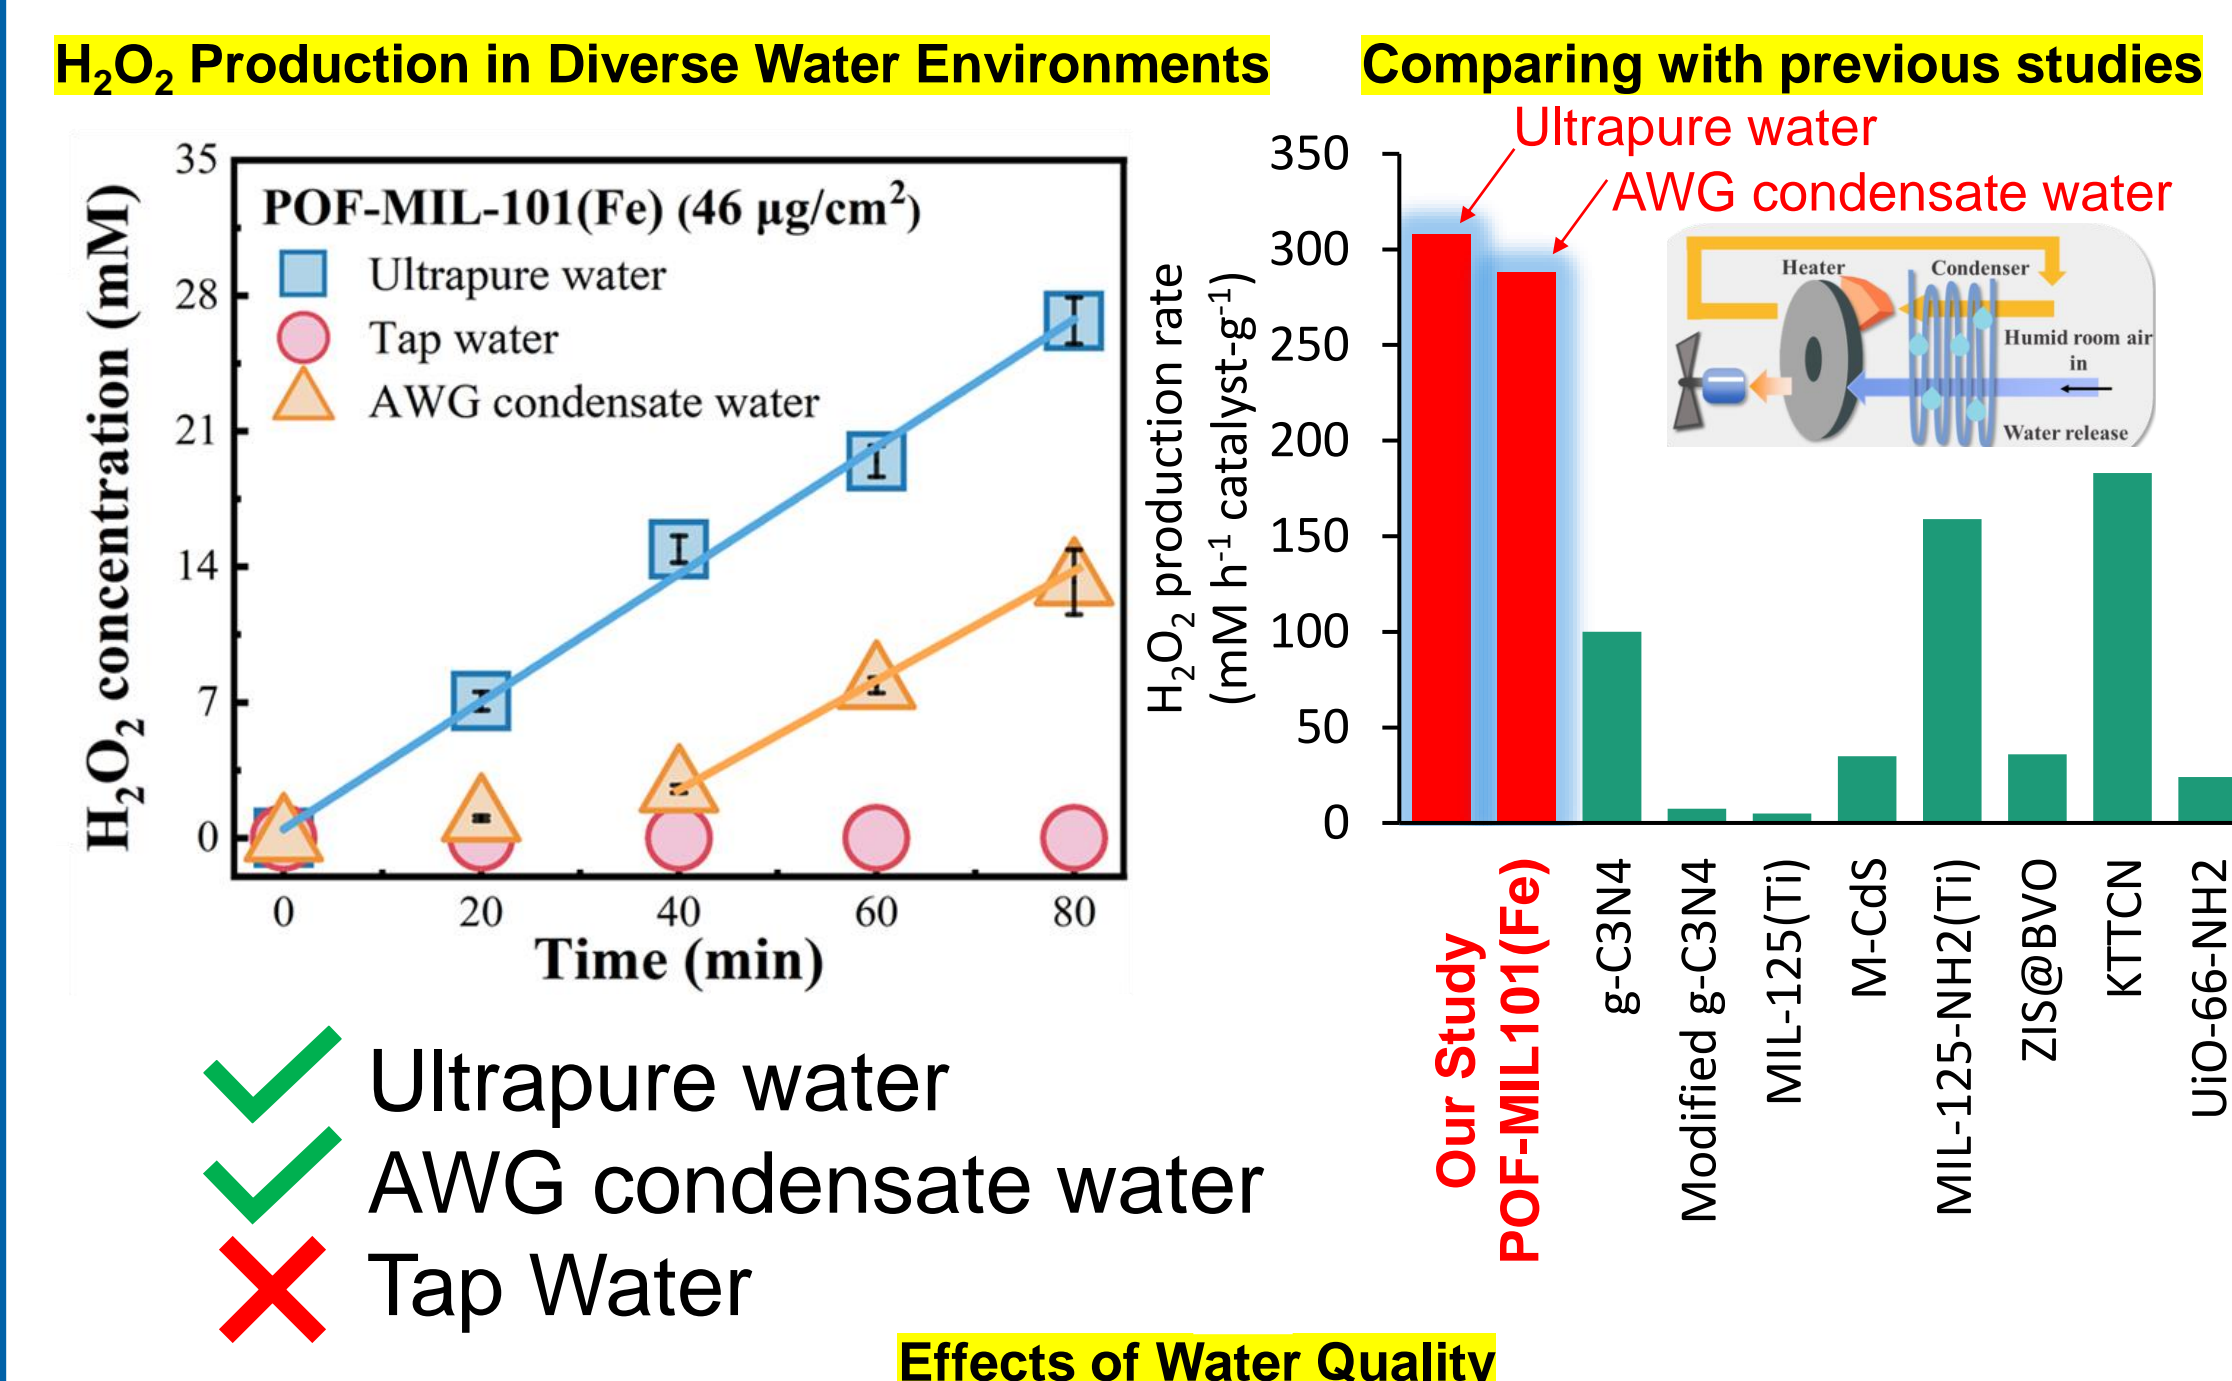 H₂O₂ Production in Diverse Water Environments
35
28
21
14
7
0
H₂O₂ concentration (mM)
POF-MIL-101(Fe) (46 μg/cm²)
Ultrapure water
Tap water
AWG condensate water
0 20 40 60 80
Time (min)
Ultrapure water
AWG condensate water
Tap Water
Comparing with previous studies
Ultrapure water
AWG condensate water
350
300
250
200
150
100
50
0
H₂O₂ production rate
(mM h⁻¹ catalyst-g⁻¹)
Heater
Condenser
Humid room air
in
Water release
Our Study
POF-MIL101(Fe)
g-C3N4
Modified g-C3N4
MIL-125(Ti)
M-CdS
MIL-125-NH2(Ti)
ZIS@BVO
KTTCN
UiO-66-NH2
Effects of Water Quality